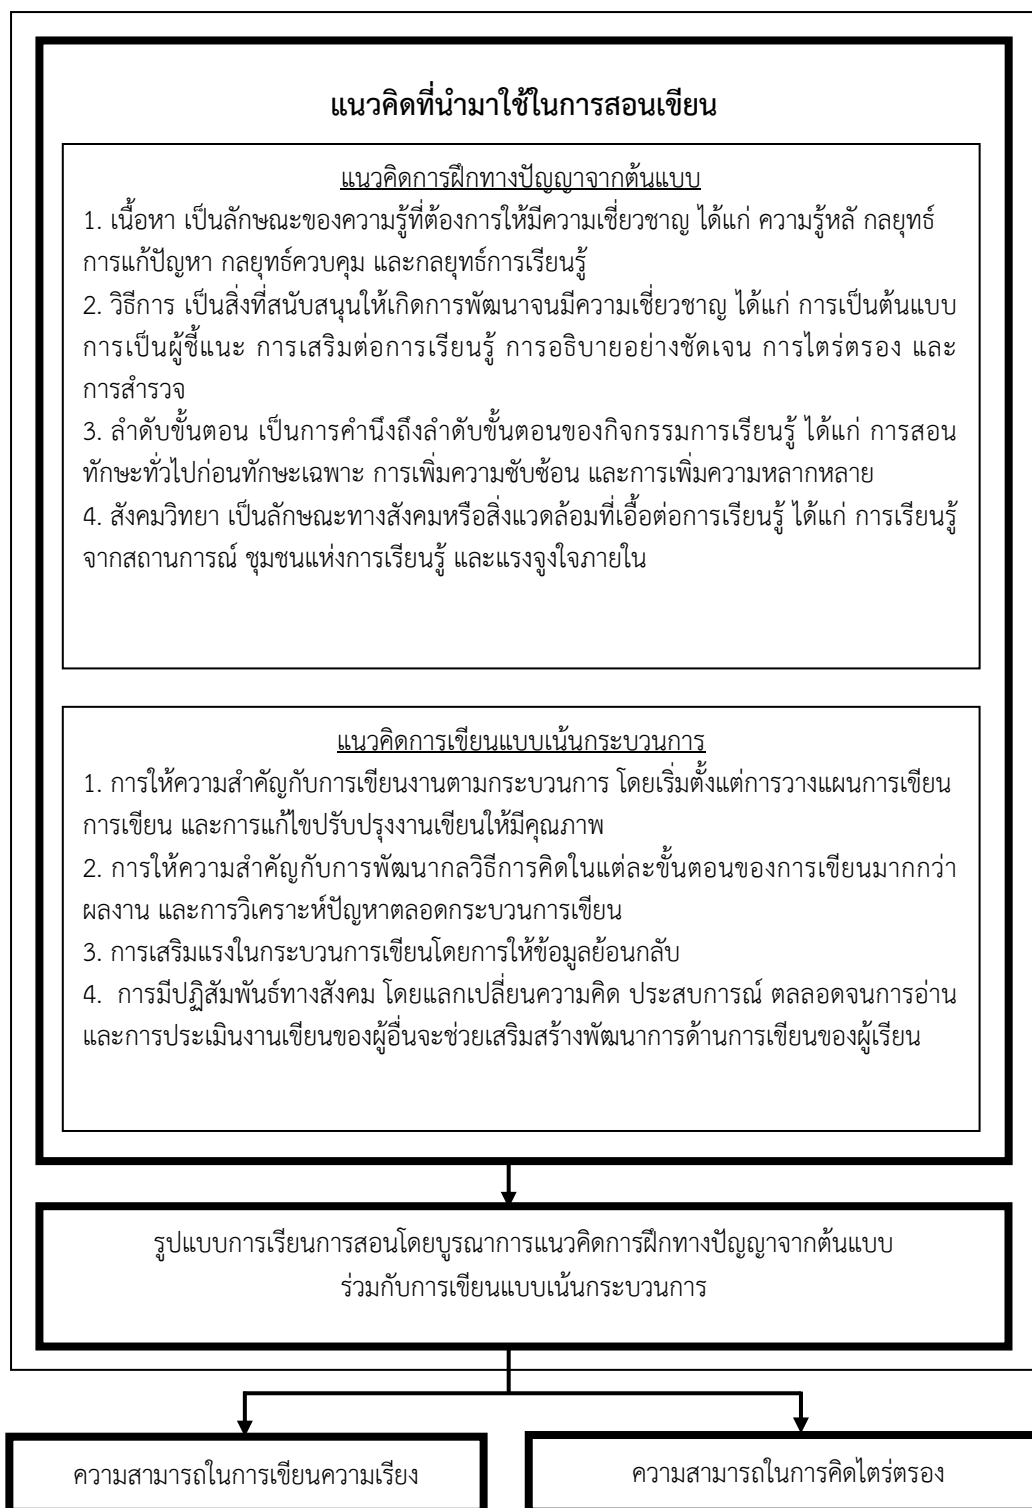 แนวคิดที่นำมาใช้ในการสอนเขียน
แนวคิดการฝึกทางปัญญาจากต้นแบบ
1. เนื้อหา เป็นลักษณะของความรู้ที่ต้องการให้มีความเชี่ยวชาญ ได้แก่ ความรู้หลั กลยุทธ์
การแก้ปัญหา กลยุทธ์ควบคุม และกลยุทธ์การเรียนรู้
2. วิธีการ เป็นสิ่งที่สนับสนุนให้เกิดการพัฒนาจนมีความเชี่ยวชาญ ได้แก่ การเป็นต้นแบบ
การเป็นผู้ชี้แนะ การเสริมต่อการเรียนรู้ การอธิบายอย่างชัดเจน การไตร่ตรอง และ
การสำรวจ
3. ลำดับขั้นตอน เป็นการคำนึงถึงลำดับขั้นตอนของกิจกรรมการเรียนรู้ ได้แก่ การสอน
ทักษะทั่วไปก่อนทักษะเฉพาะ การเพิ่มความซับซ้อน และการเพิ่มความหลากหลาย
4. สังคมวิทยา เป็นลักษณะทางสังคมหรือสิ่งแวดล้อมที่เอื้อต่อการเรียนรู้ ได้แก่ การเรียนรู้
จากสถานการณ์ ชุมชนแห่งการเรียนรู้ และแรงจูงใจภายใน
แนวคิดการเขียนแบบเน้นกระบวนการ
1. การให้ความสำคัญกับการเขียนงานตามกระบวนการ โดยเริ่มตั้งแต่การวางแผนการเขียน
การเขียน และการแก้ไขปรับปรุงงานเขียนให้มีคุณภาพ
2. การให้ความสำคัญกับการพัฒนากลวิธีการคิดในแต่ละขั้นตอนของการเขียนมากกว่า
ผลงาน และการวิเคราะห์ปัญหาตลอดกระบวนการเขียน
3. การเสริมแรงในกระบวนการเขียนโดยการให้ข้อมูลย้อนกลับ
4. การมีปฏิสัมพันธ์ทางสังคม โดยแลกเปลี่ยนความคิด ประสบการณ์ ตลลอดจนการอ่าน
และการประเมินงานเขียนของผู้อื่นจะช่วยเสริมสร้างพัฒนาการด้านการเขียนของผู้เรียน
รูปแบบการเรียนการสอนโดยบูรณาการแนวคิดการฝึกทางปัญญาจากต้นแบบ
ร่วมกับการเขียนแบบเน้นกระบวนการ
ความสามารถในการเขียนความเรียง
ความสามารถในการคิดไตร่ตรอง